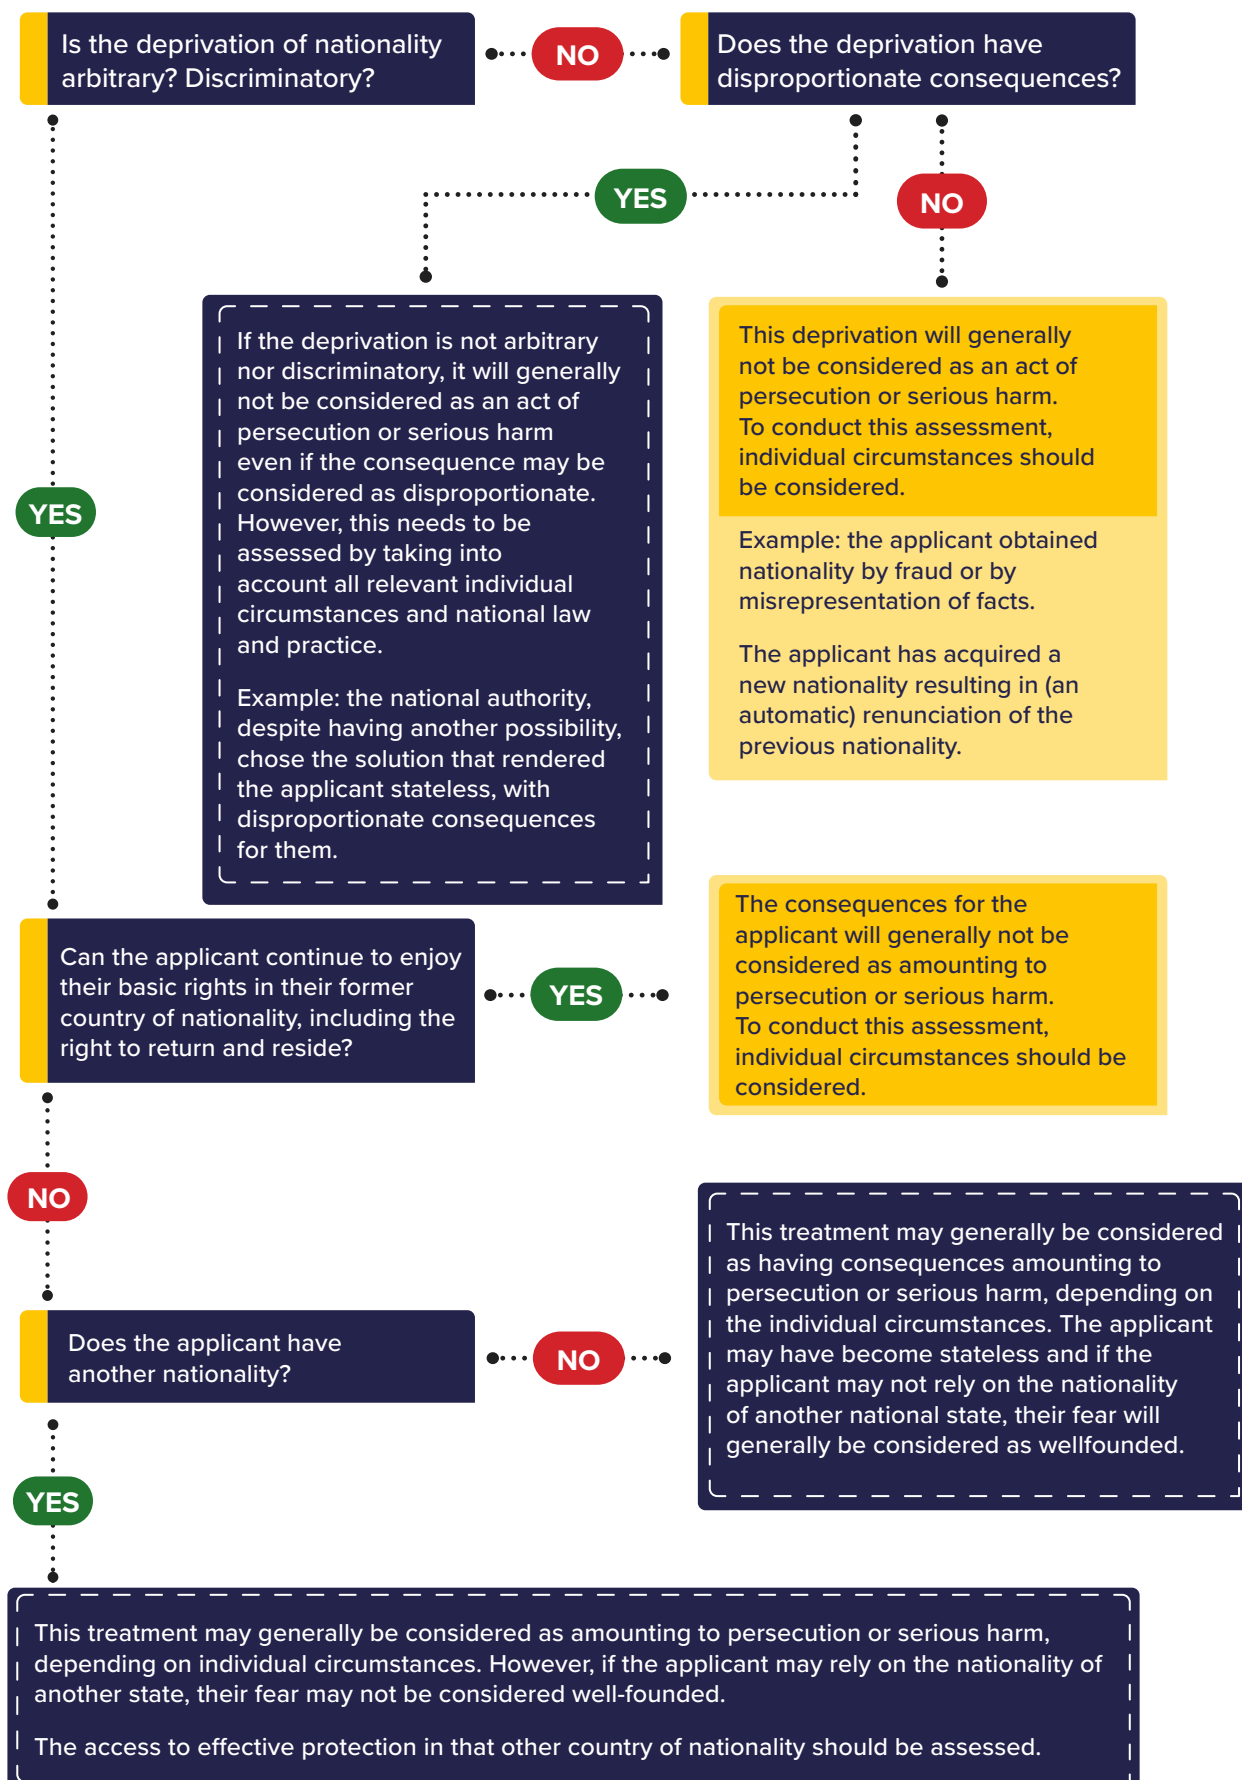 Is the deprivation of nationality
arbitrary? Discriminatory?
NO
Does the deprivation have
disproportionate consequences?
YES
NO
If the deprivation is not arbitrary
nor discriminatory, it will generally
not be considered as an act of
persecution or serious harm
even if the consequence may be
considered as disproportionate.
However, this needs to be
assessed by taking into
account all relevant individual
circumstances and national law
and practice.
Example: the national authority,
despite having another possibility,
chose the solution that rendered
the applicant stateless, with
disproportionate consequences
for them.
This deprivation will generally
not be considered as an act of
persecution or serious harm.
To conduct this assessment,
individual circumstances should
be considered.
Example: the applicant obtained
nationality by fraud or by
misrepresentation of facts.
The applicant has acquired a
new nationality resulting in (an
automatic) renunciation of the
previous nationality.
YES
Can the applicant continue to enjoy
their basic rights in their former
country of nationality, including the
right to return and reside?
YES
The consequences for the
applicant will generally not be
considered as amounting to
persecution or serious harm.
To conduct this assessment,
individual circumstances should be
considered.
NO
Does the applicant have
another nationality?
NO
This treatment may generally be considered
as having consequences amounting to
persecution or serious harm, depending on
the individual circumstances. The applicant
may have become stateless and if the
applicant may not rely on the nationality
of another national state, their fear will
generally be considered as wellfounded.
YES
This treatment may generally be considered as amounting to persecution or serious harm,
depending on individual circumstances. However, if the applicant may rely on the nationality of
another state, their fear may not be considered well-founded.
The access to effective protection in that other country of nationality should be assessed.